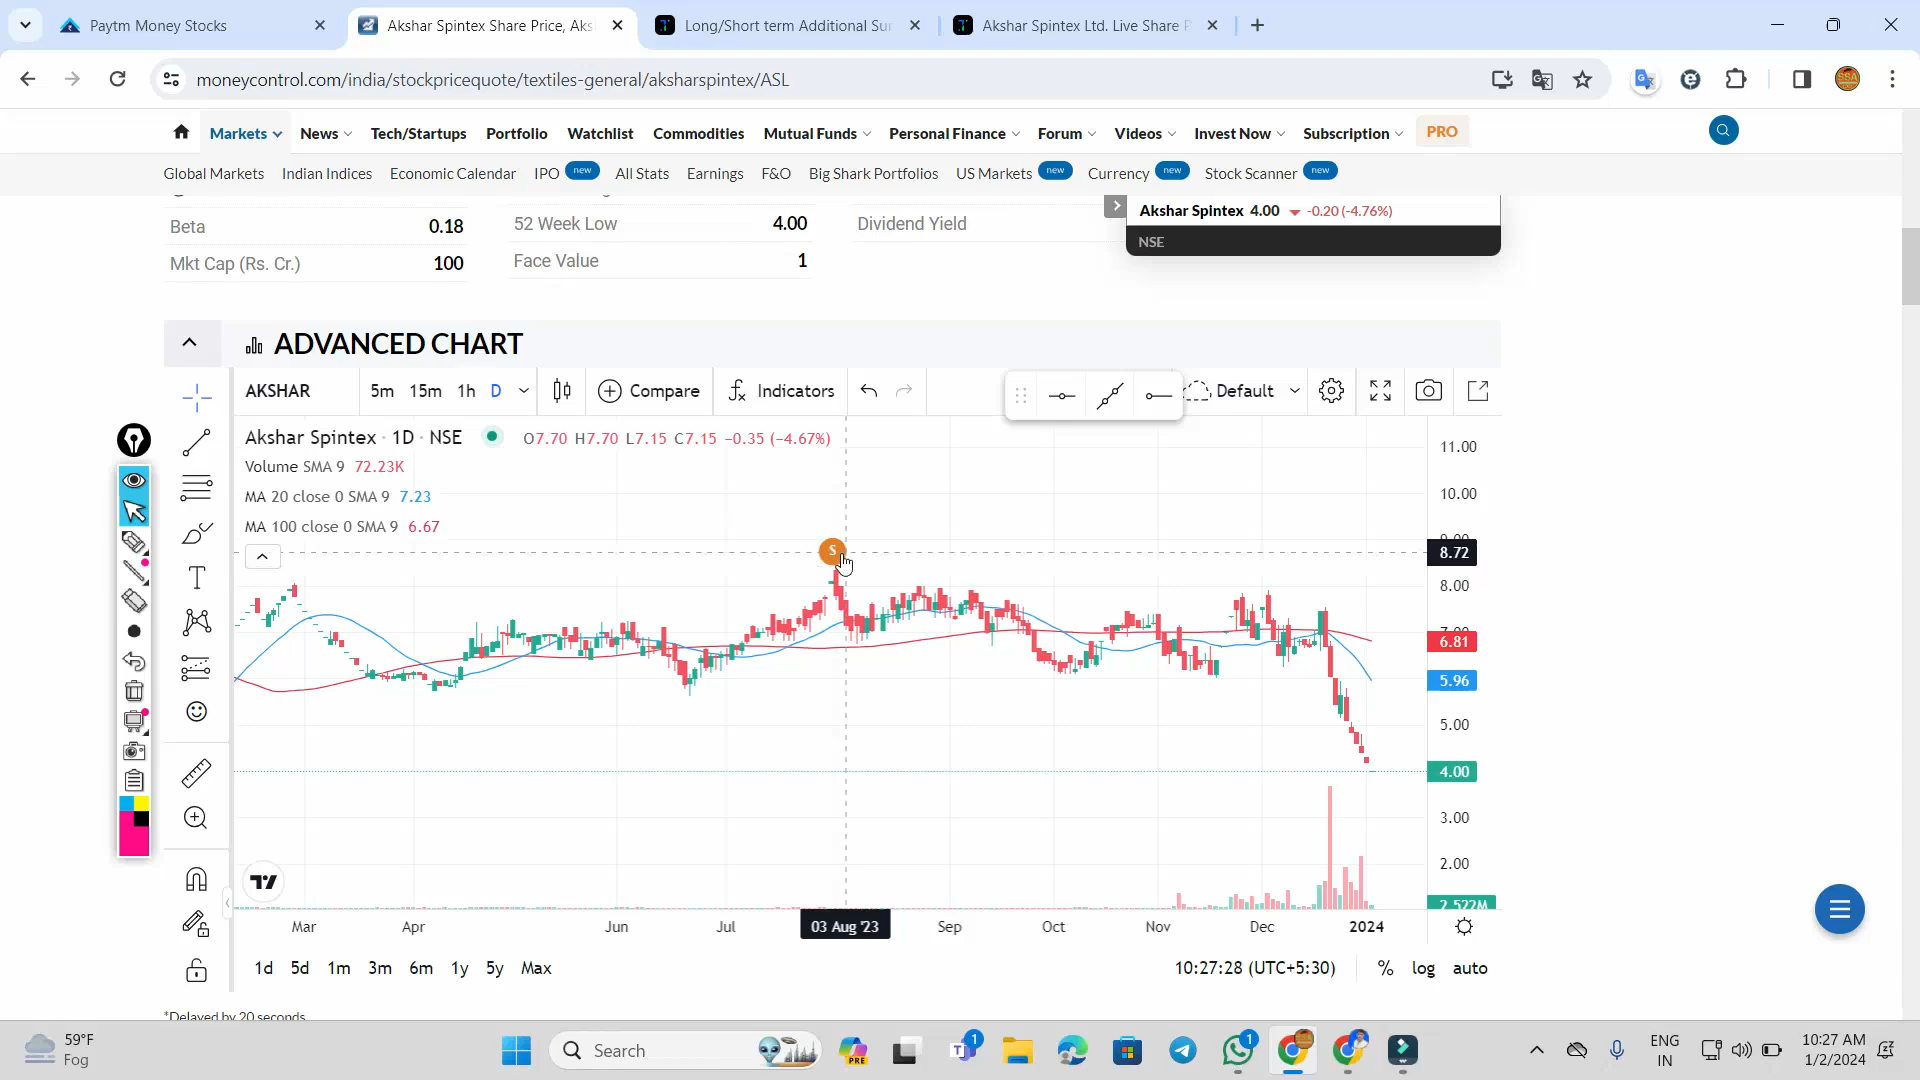 Paytm Money Stocks
Akshar Spintex Share Price, Aks
Long/Short term Additional Sur
Akshar Spintex Ltd. Live Share P
moneycontrol.com/india/stockpricequote/textiles-general/aksharspintex/ASL
Markets News Tech/Startups Portfolio Watchlist Commodities Mutual Funds Personal Finance Forum Videos Invest Now Subscription PRO
Global Markets Indian Indices Economic Calendar IPO new All Stats Earnings F&O Big Shark Portfolios US Markets new Currency new Stock Scanner new
Beta 0.18
52 Week Low 4.00
Dividend Yield
Akshar Spintex 4.00 -0.20 (-4.76%)
NSE
Mkt Cap (Rs. Cr.) 100
Face Value 1
ADVANCED CHART
AKSHAR 5m 15m 1h D Compare Indicators Default
Akshar Spintex · 1D · NSE O7.70 H7.70 L7.15 C7.15 −0.35 (−4.67%)
Volume SMA 9 72.23K
MA 20 close 0 SMA 9 7.23
MA 100 close 0 SMA 9 6.67
S
11.00
10.00
8.72
8.00
6.81
5.96
5.00
4.00
3.00
2.00
2.522M
Mar Apr Jun Jul 03 Aug '23 Sep Oct Nov Dec 2024
1d 5d 1m 3m 6m 1y 5y Max
10:27:28 (UTC+5:30) % log auto
*Delayed by 20 seconds
59°F
Fog
Search
PRE
1
1
ENG
IN
10:27 AM
1/2/2024